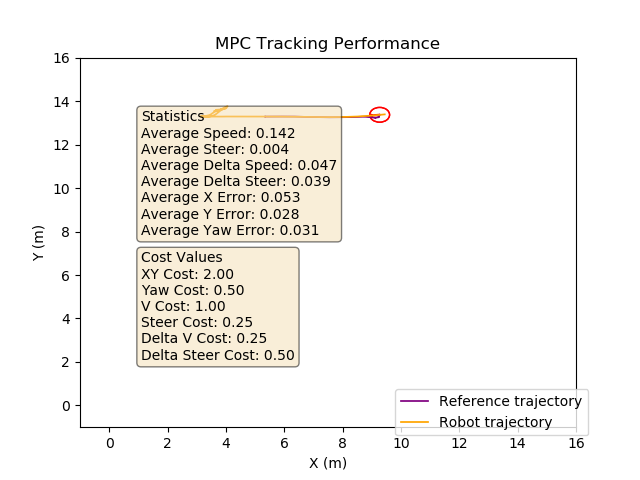 MPC Tracking Performance
16
14
12
10
8
6
4
2
0
Y (m)
Statistics
Average Speed: 0.142
Average Steer: 0.004
Average Delta Speed: 0.047
Average Delta Steer: 0.039
Average X Error: 0.053
Average Y Error: 0.028
Average Yaw Error: 0.031
Cost Values
XY Cost: 2.00
Yaw Cost: 0.50
V Cost: 1.00
Steer Cost: 0.25
Delta V Cost: 0.25
Delta Steer Cost: 0.50
Reference trajectory
Robot trajectory
0 2 4 6 8 10 12 14 16
X (m)